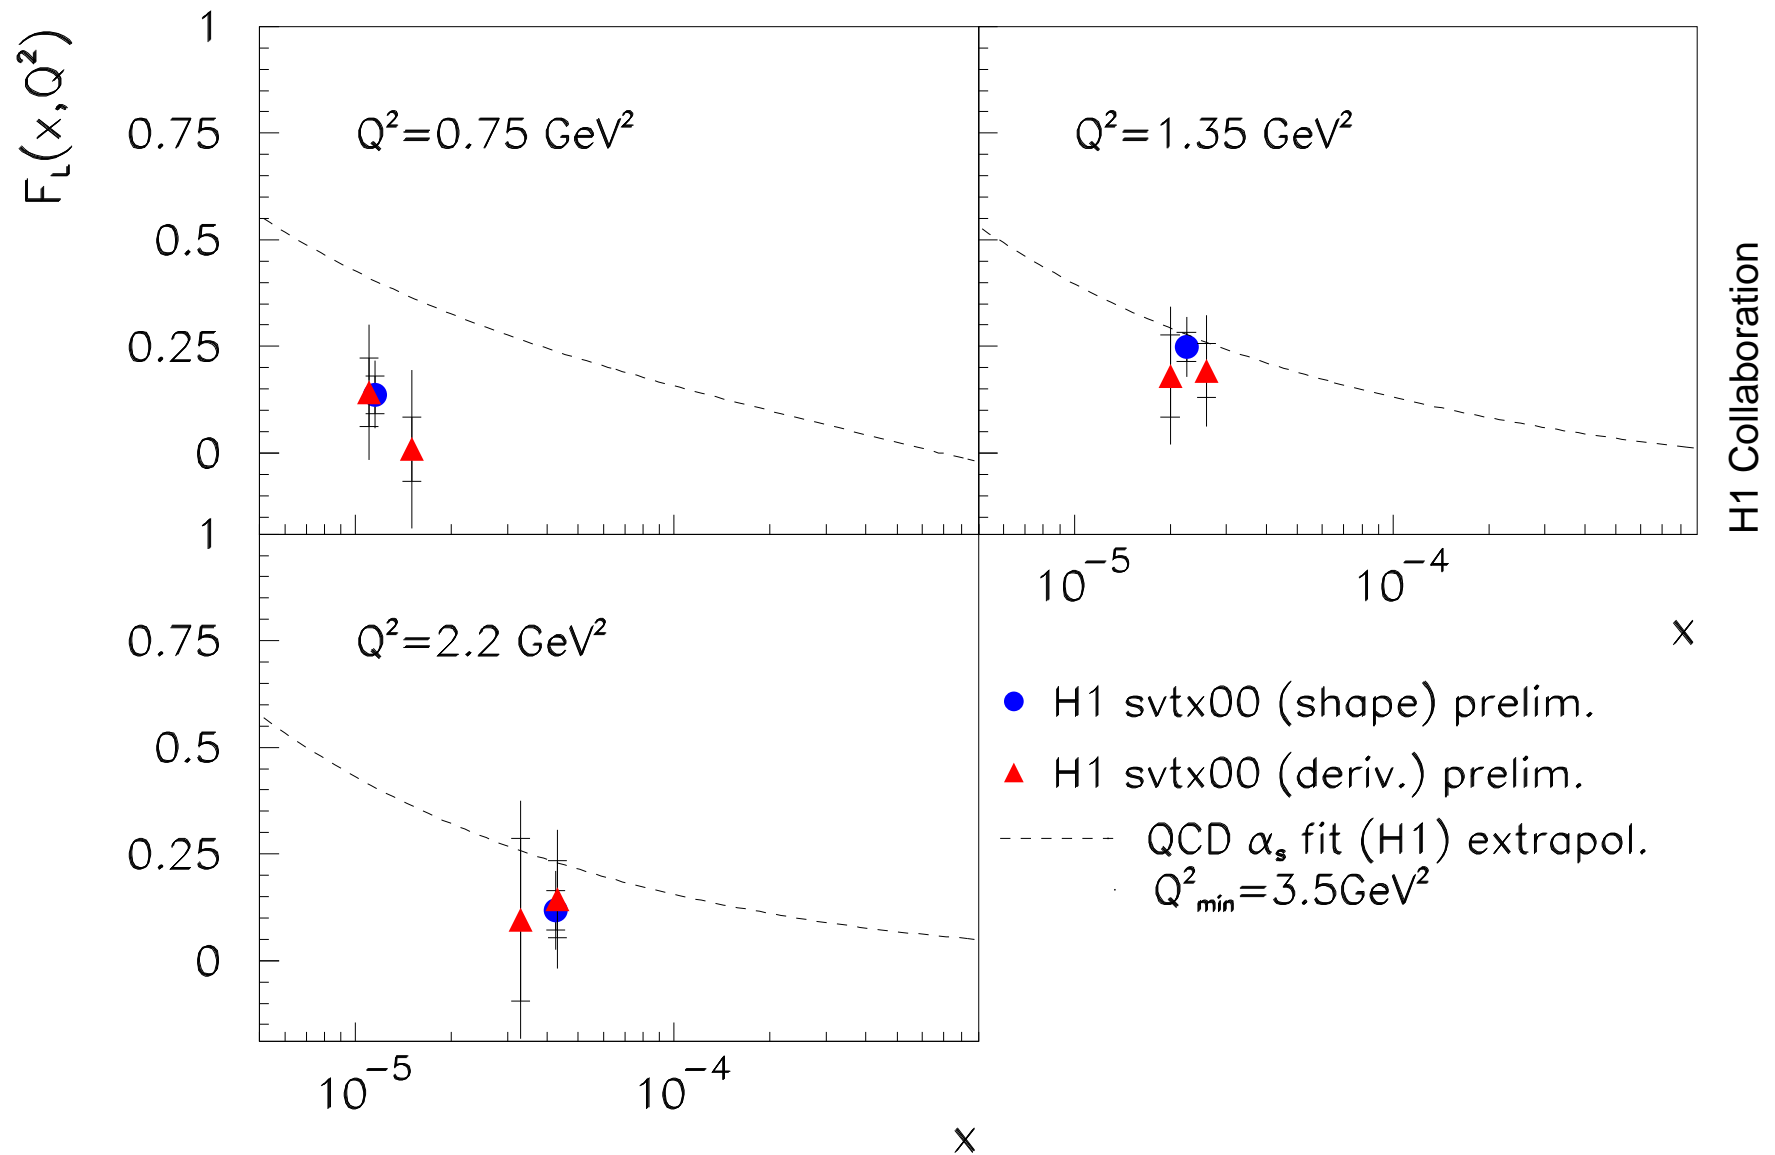 F_L(x,Q²)
1
0.75
0.5
0.25
0
Q²=0.75 GeV²
Q²=1.35 GeV²
H1 Collaboration
10⁻⁵ 10⁻⁴
x
1
0.75
0.5
0.25
0
Q²=2.2 GeV²
10⁻⁵ 10⁻⁴
x
H1 svtx00 (shape) prelim.
H1 svtx00 (deriv.) prelim.
QCD αₛ fit (H1) extrapol.
Q²min=3.5GeV²